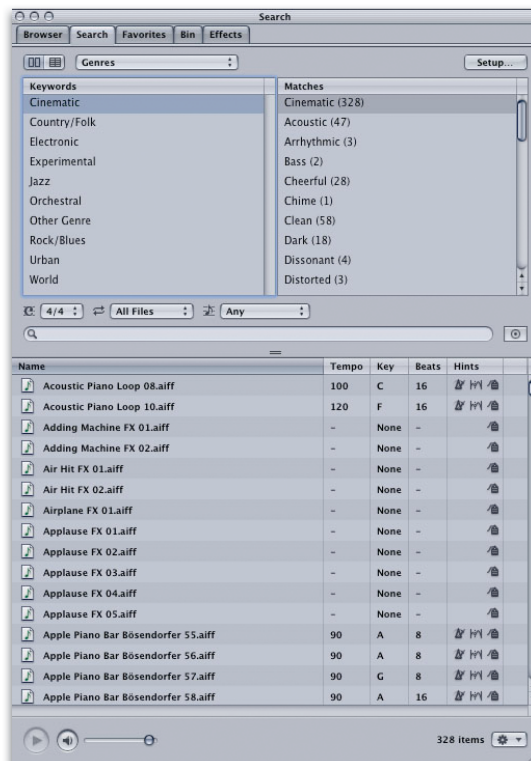 Search
Browser Search Favorites Bin Effects
Genres Setup...
Keywords Matches
Cinematic Cinematic (328)
Country/Folk Acoustic (47)
Electronic Arrhythmic (3)
Experimental Bass (2)
Jazz Cheerful (28)
Orchestral Chime (1)
Other Genre Clean (58)
Rock/Blues Dark (18)
Urban Dissonant (4)
World Distorted (3)
4/4 All Files Any
Name Tempo Key Beats Hints
Acoustic Piano Loop 08.aiff 100 C 16
Acoustic Piano Loop 10.aiff 120 F 16
Adding Machine FX 01.aiff – None –
Adding Machine FX 02.aiff – None –
Air Hit FX 01.aiff – None –
Air Hit FX 02.aiff – None –
Airplane FX 01.aiff – None –
Applause FX 01.aiff – None –
Applause FX 02.aiff – None –
Applause FX 03.aiff – None –
Applause FX 04.aiff – None –
Applause FX 05.aiff – None –
Apple Piano Bar Bösendorfer 55.aiff 90 A 8
Apple Piano Bar Bösendorfer 56.aiff 90 A 8
Apple Piano Bar Bösendorfer 57.aiff 90 G 8
Apple Piano Bar Bösendorfer 58.aiff 90 A 16
328 items